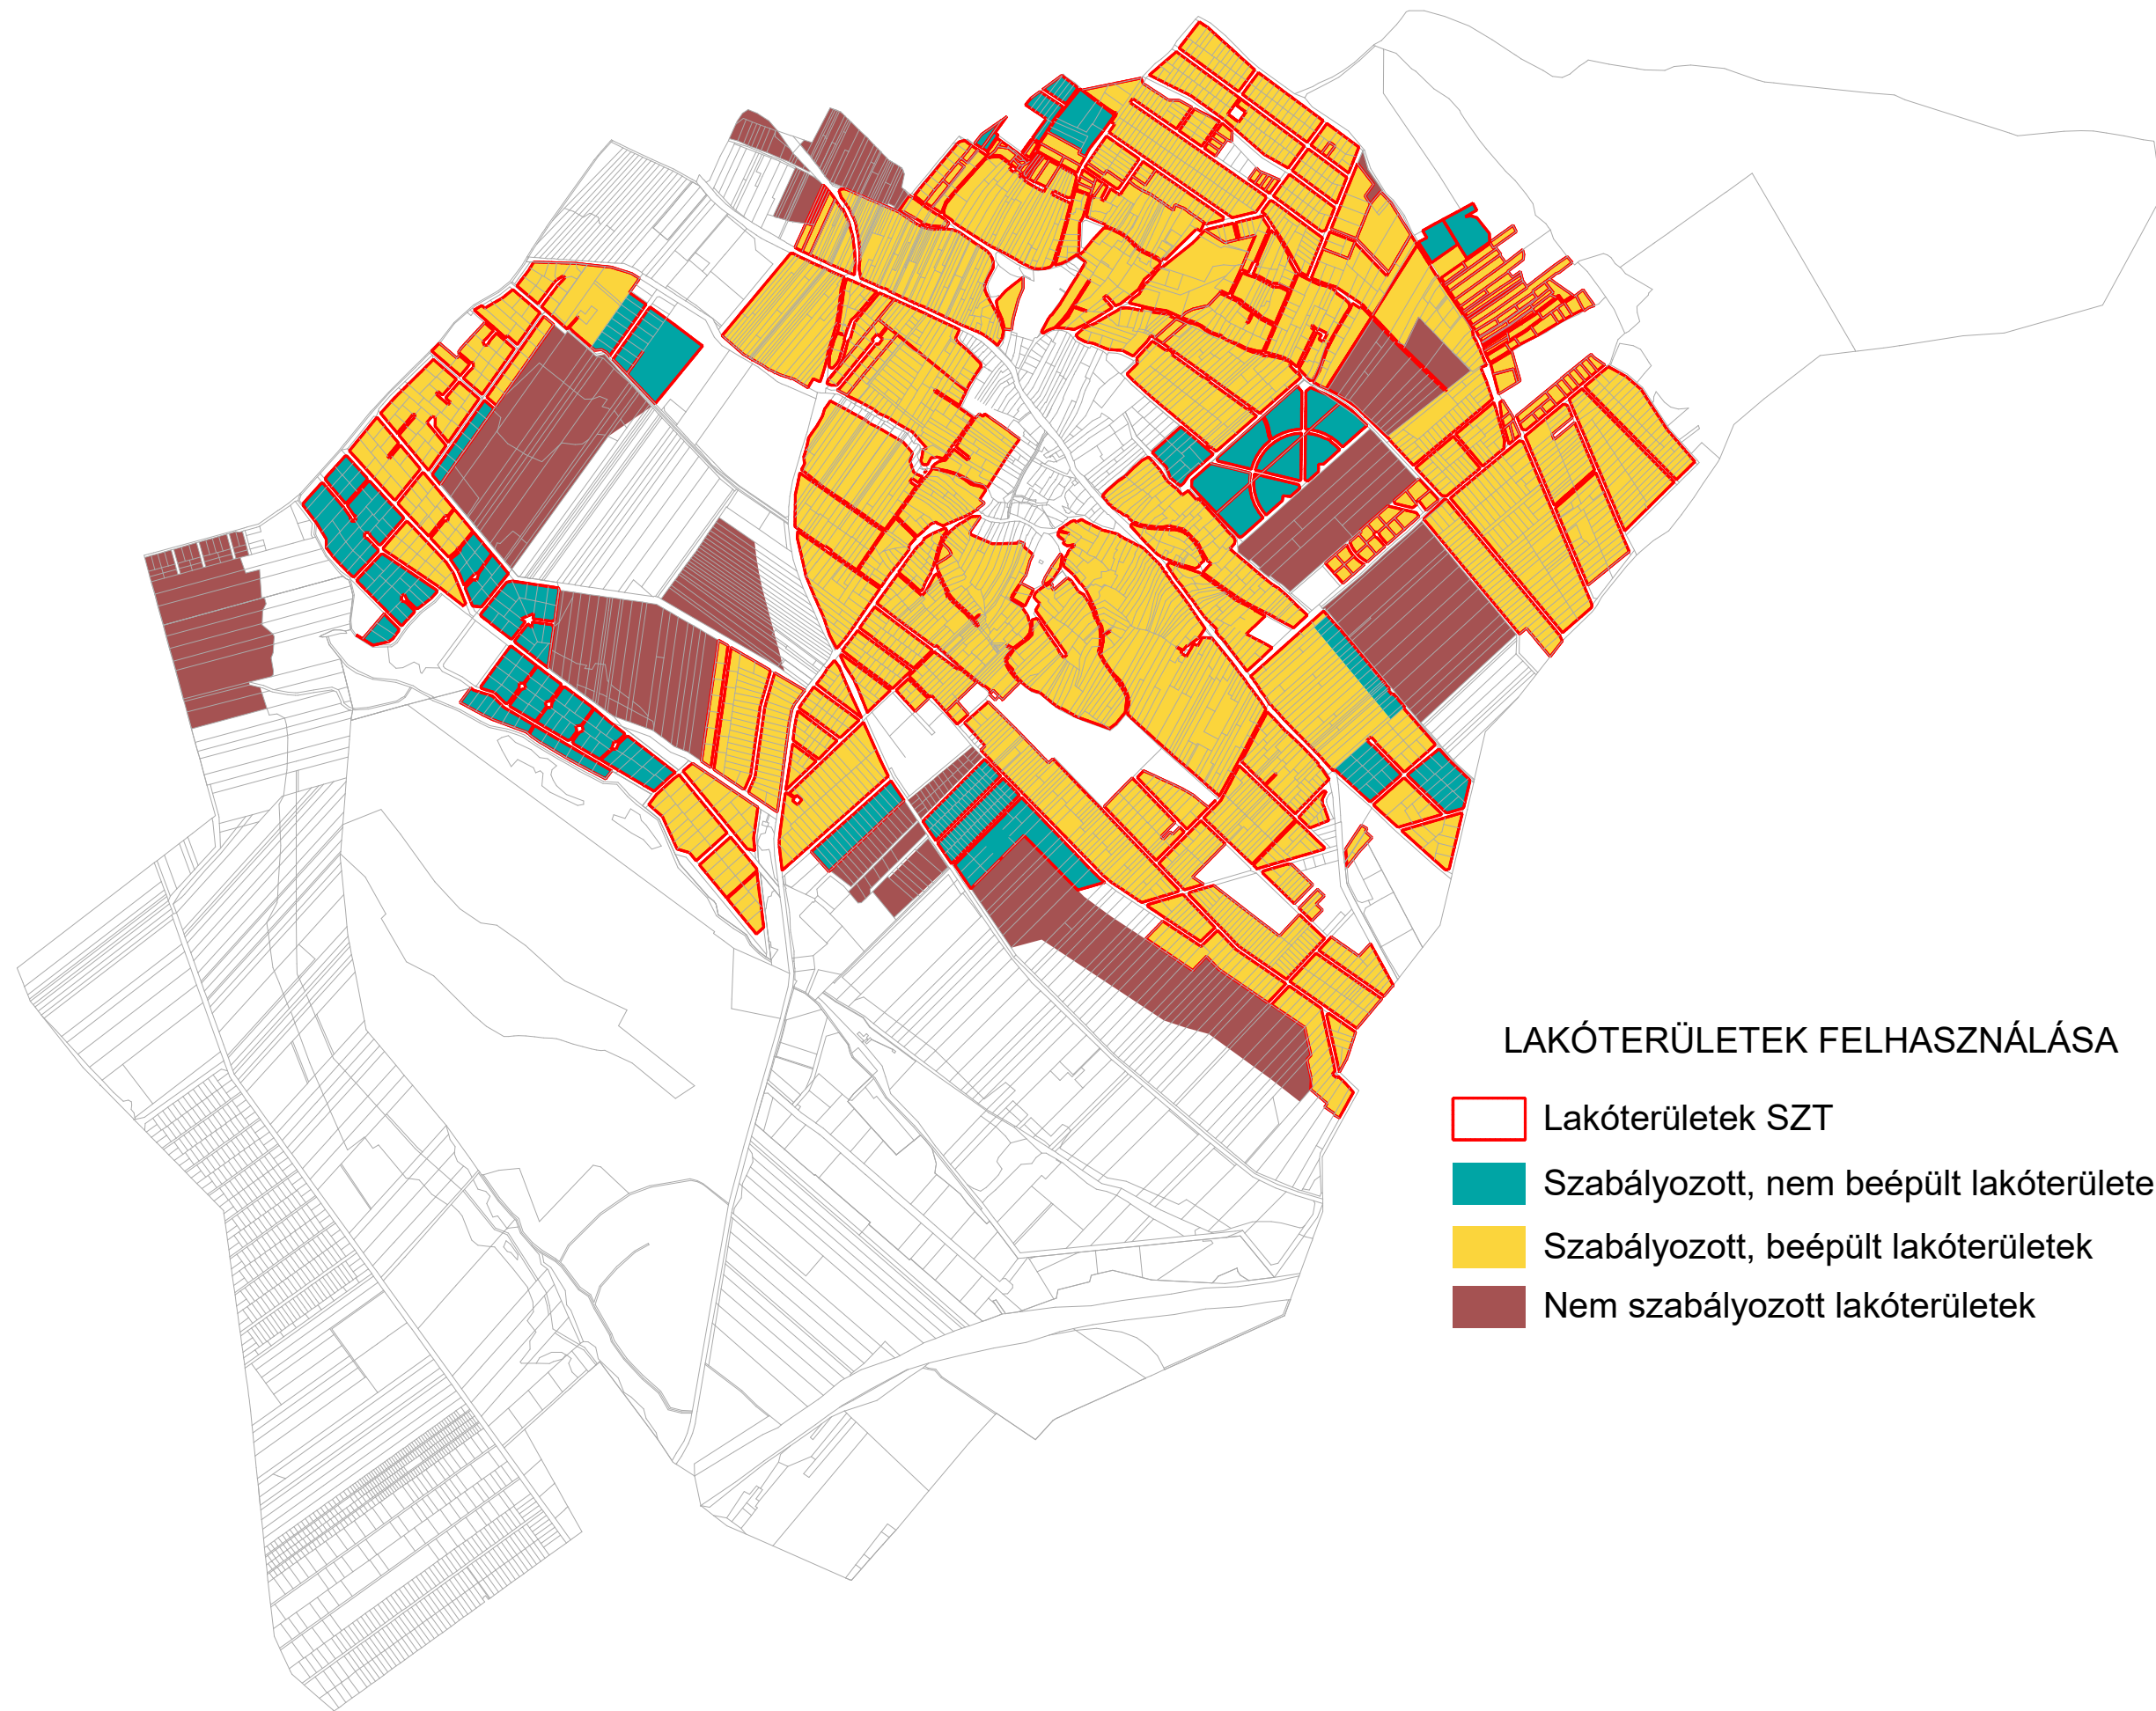 LAKÓTERÜLETEK FELHASZNÁLÁSA
Lakóterületek SZT
Szabályozott, nem beépült lakóterülete
Szabályozott, beépült lakóterületek
Nem szabályozott lakóterületek